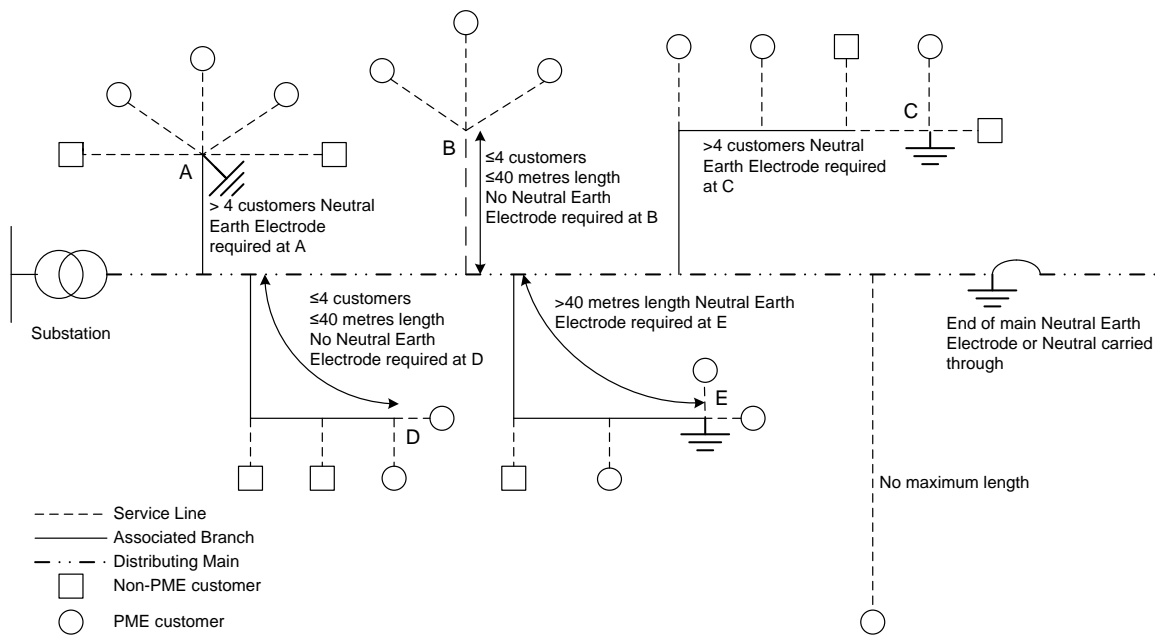 A
> 4 customers Neutral
Earth Electrode
required at A
B
≤4 customers
≤40 metres length
No Neutral Earth
Electrode required at B
C
>4 customers Neutral
Earth Electrode required
at C
Substation
≤4 customers
≤40 metres length
No Neutral Earth
Electrode required at D
D
>40 metres length Neutral Earth
Electrode required at E
E
End of main Neutral Earth
Electrode or Neutral carried
through
No maximum length
Service Line
Associated Branch
Distributing Main
Non-PME customer
PME customer